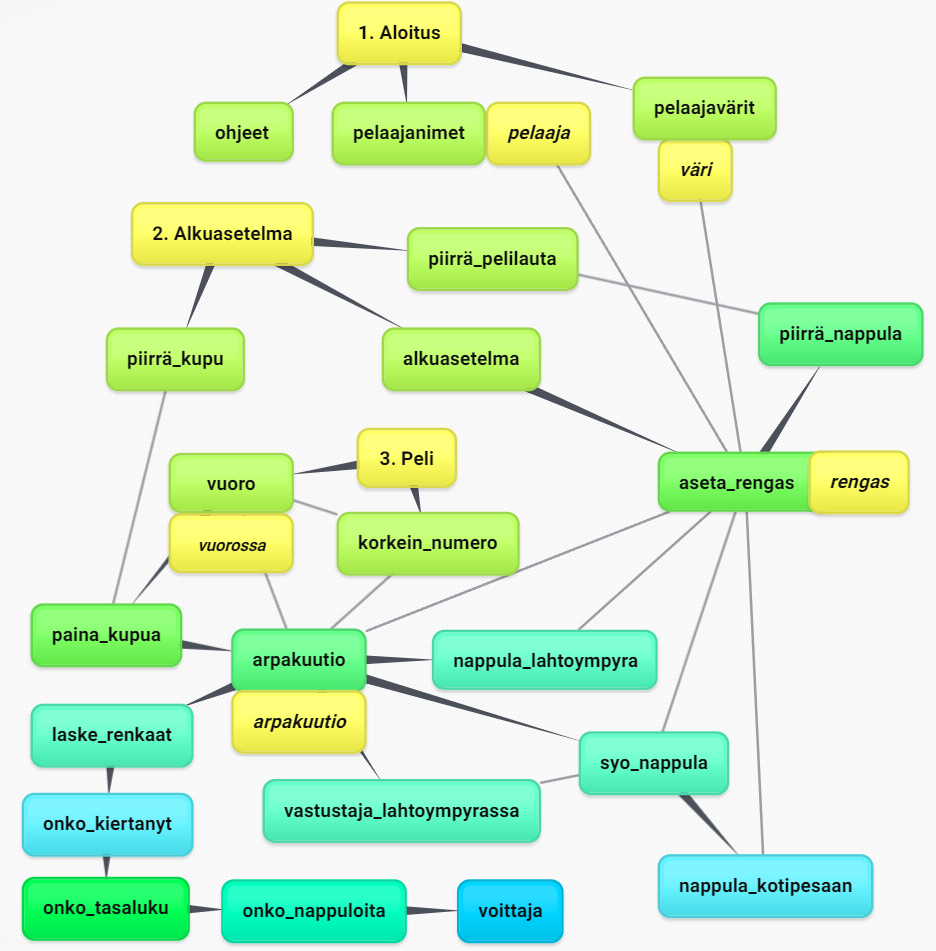 1. Aloitus
ohjeet
pelaajanimet
pelaaja
pelaajavärit
väri
2. Alkuasetelma
piirrä_pelilauta
piirrä_nappula
piirrä_kupu
alkuasetelma
3. Peli
vuoro
aseta_rengas
rengas
vuorossa
korkein_numero
paina_kupua
arpakuutio
nappula_lahtoympyra
arpakuutio
laske_renkaat
syo_nappula
vastustaja_lahtoympyrassa
onko_kiertanyt
nappula_kotipesaan
onko_tasaluku
onko_nappuloita
voittaja